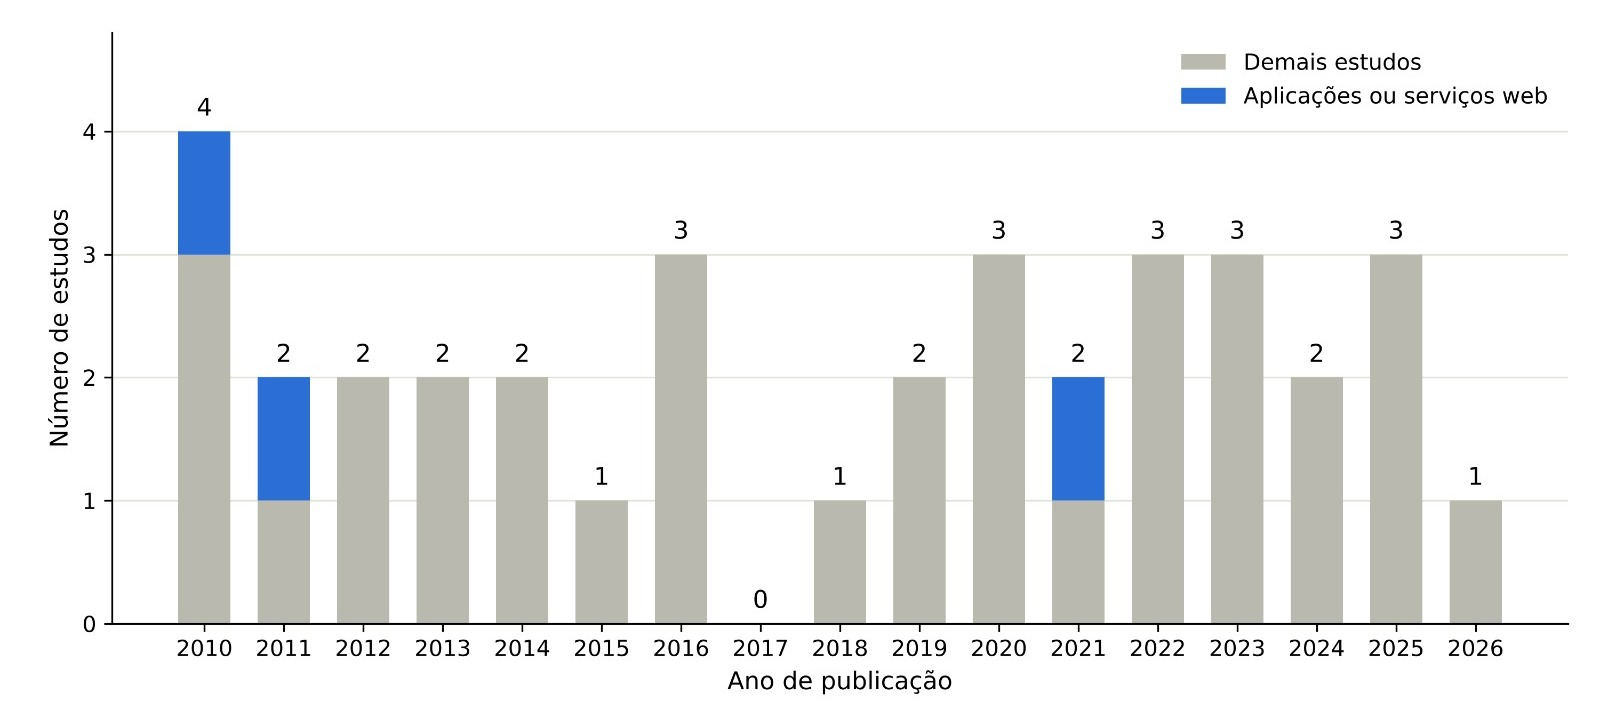 Demais estudos
Aplicações ou serviços web
4
4
3
3 3 3 3 3
2
2 2 2 2 2 2 2
1
1 1 1
0
0
2010 2011 2012 2013 2014 2015 2016 2017 2018 2019 2020 2021 2022 2023 2024 2025 2026
Ano de publicação
Número de estudos